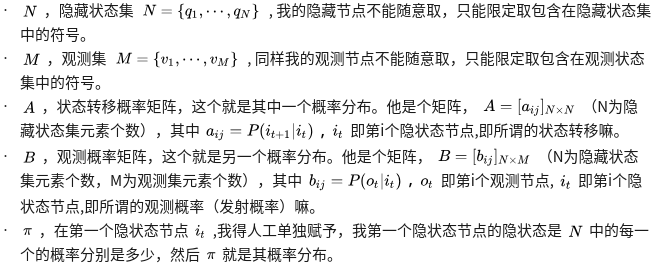 · N ，隐藏状态集 N = {q_1, ⋯, q_N} , 我的隐藏节点不能随意取，只能限定取包含在隐藏状态集
中的符号。
· M ，观测集 M = {v_1, ⋯, v_M} , 同样我的观测节点不能随意取，只能限定取包含在观测状态
集中的符号。
· A ，状态转移概率矩阵，这个就是其中一个概率分布。他是个矩阵， A = [a_{ij}]_{N×N} （N为隐
藏状态集元素个数），其中 a_{ij} = P(i_{t+1}|i_t) ，i_t 即第i个隐状态节点,即所谓的状态转移嘛。
· B ，观测概率矩阵，这个就是另一个概率分布。他是个矩阵， B = [b_{ij}]_{N×M} （N为隐藏状态
集元素个数，M为观测集元素个数），其中 b_{ij} = P(o_t|i_t) ，o_t 即第i个观测节点, i_t 即第i个隐
状态节点,即所谓的观测概率（发射概率）嘛。
· π ，在第一个隐状态节点 i_t ,我得人工单独赋予，我第一个隐状态节点的隐状态是 N 中的每一
个的概率分别是多少，然后 π 就是其概率分布。